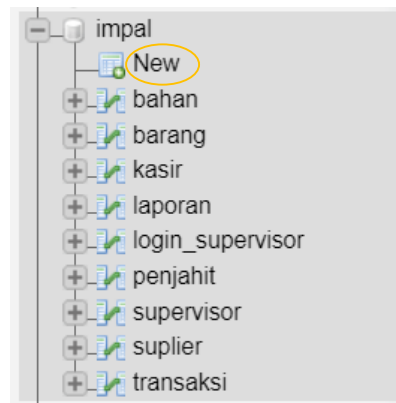 impal
New
bahan
barang
kasir
laporan
login_supervisor
penjahit
supervisor
suplier
transaksi